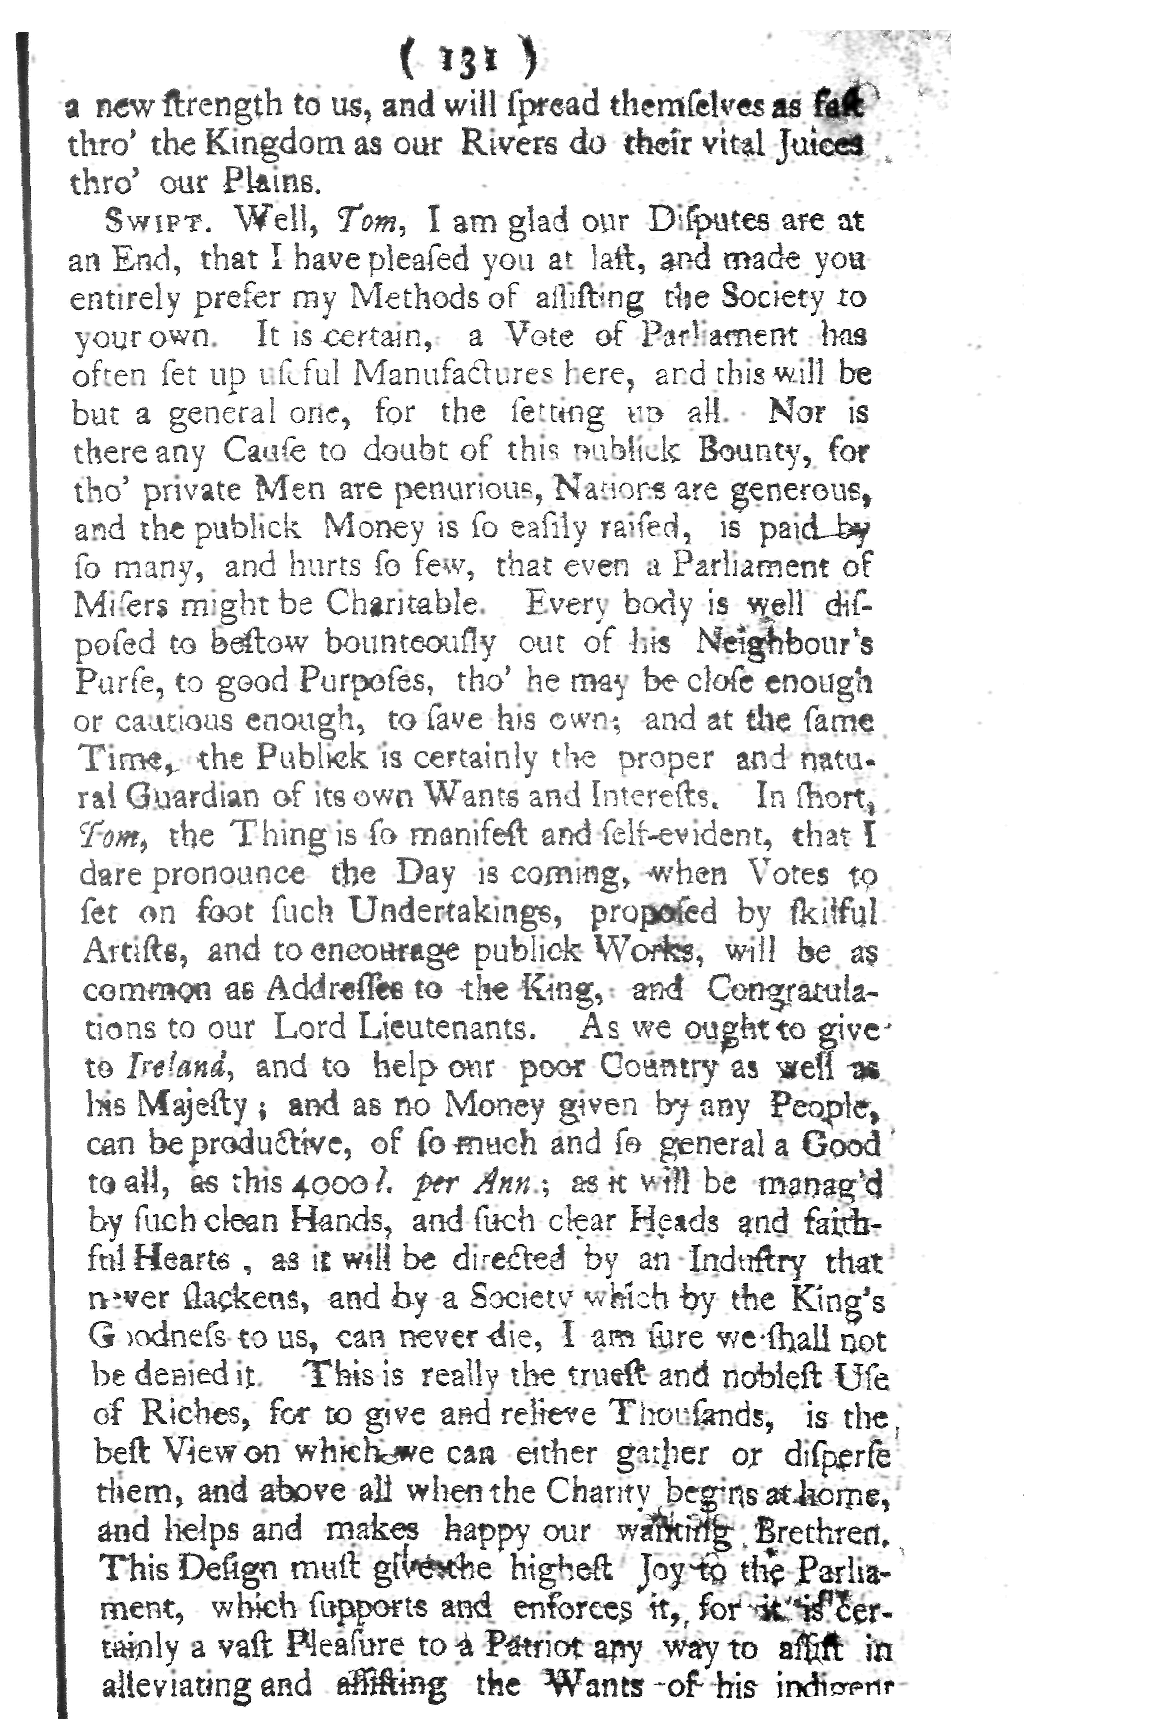 ( 131 )
a new ſtrength to us, and will ſpread themſelves as faſt
thro' the Kingdom as our Rivers do their vital Juices
thro' our Plains.
SWIFT. Well, Tom, I am glad our Diſputes are at
an End, that I have pleaſed you at laſt, and made you
entirely prefer my Methods of aſſiſting the Society to
your own. It is certain, a Vote of Parliament has
often ſet up uſeful Manufactures here, and this will be
but a general one, for the ſetting up all. Nor is
there any Cauſe to doubt of this publick Bounty, for
tho' private Men are penurious, Nations are generous,
and the publick Money is ſo eaſily raiſed, is paid by
ſo many, and hurts ſo few, that even a Parliament of
Miſers might be Charitable. Every body is well diſ-
poſed to beſtow bounteouſly out of his Neighbour's
Purſe, to good Purpoſes, tho' he may be cloſe enough
or cautious enough, to ſave his own; and at the ſame
Time, the Publick is certainly the proper and natu-
ral Guardian of its own Wants and Intereſts. In ſhort,
Tom, the Thing is ſo manifeſt and ſelf-evident, that I
dare pronounce the Day is coming, when Votes to
ſet on foot ſuch Undertakings, propoſed by ſkilful
Artiſts, and to encourage publick Works, will be as
common as Addreſſes to the King, and Congratula-
tions to our Lord Lieutenants. As we ought to give
to Ireland, and to help our poor Country as well as
his Majeſty; and as no Money given by any People,
can be productive, of ſo much and ſo general a Good
to all, as this 4000 l. per Ann.; as it will be manag'd
by ſuch clean Hands, and ſuch clear Heads and faith-
ful Hearts, as it will be directed by an Induſtry that
never ſlackens, and by a Society which by the King's
Goodneſs to us, can never die, I am ſure we ſhall not
be denied it. This is really the trueſt and nobleſt Uſe
of Riches, for to give and relieve Thouſands, is the
beſt View on which we can either gather or diſperſe
them, and above all when the Charity begins at home,
and helps and makes happy our wanting Brethren.
This Deſign muſt give the higheſt Joy to the Parlia-
ment, which ſupports and enforces it, for it is cer-
tainly a vaſt Pleaſure to a Patriot any way to aſſiſt in
alleviating and aſſiſting the Wants of his indigent